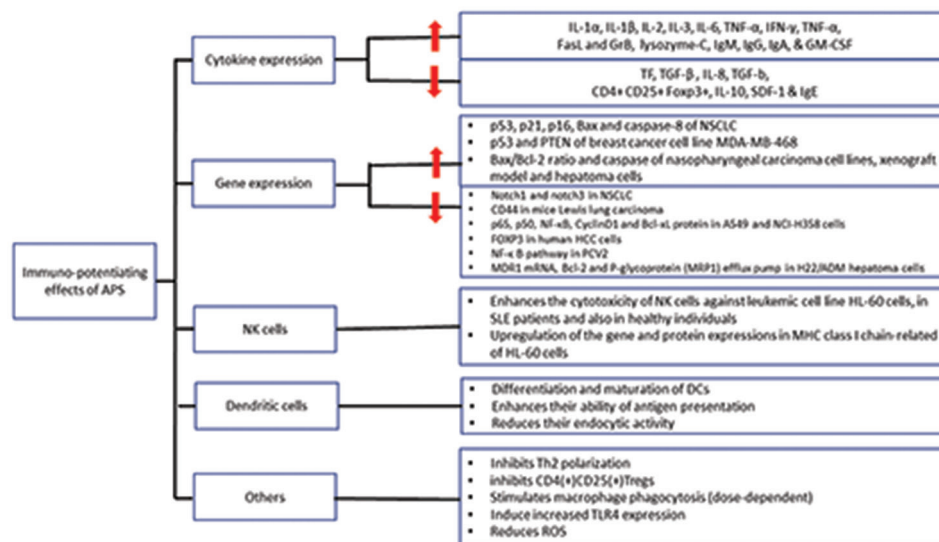 Immuno-potentiating
effects of APS
Cytokine expression
IL-1α, IL-1β, IL-2, IL-3, IL-6, TNF-α, IFN-γ, TNF-α,
FasL and GrB, lysozyme-C, IgM, IgG, IgA, & GM-CSF
TF, TGF-β, IL-8, TGF-b,
CD4+ CD25+ Foxp3+, IL-10, SDF-1 & IgE
Gene expression
▪ p53, p21, p16, Bax and caspase-8 of NSCLC
▪ p53 and PTEN of breast cancer cell line MDA-MB-468
▪ Bax/Bcl-2 ratio and caspase of nasopharyngeal carcinoma cell lines, xenograft
model and hepatoma cells
▪ Notch1 and notch3 in NSCLC
▪ CD44 in mice Lewis lung carcinoma
▪ p65, p50, NF-κB, CyclinD1 and Bcl-xL protein in A549 and NCI-H358 cells
▪ FOXP3 in human HCC cells
▪ NF-κ B pathway in PCV2
▪ MDR1 mRNA, Bcl-2 and P-glycoprotein (MRP1) efflux pump in H22/ADM hepatoma cells
NK cells
▪ Enhances the cytotoxicity of NK cells against leukemic cell line HL-60 cells, in
SLE patients and also in healthy individuals
▪ Upregulation of the gene and protein expressions in MHC class I chain-related
of HL-60 cells
Dendritic cells
▪ Differentiation and maturation of DCs
▪ Enhances their ability of antigen presentation
▪ Reduces their endocytic activity
Others
▪ Inhibits Th2 polarization
▪ inhibits CD4(+)CD25(+)Tregs
▪ Stimulates macrophage phagocytosis (dose-dependent)
▪ Induce increased TLR4 expression
▪ Reduces ROS